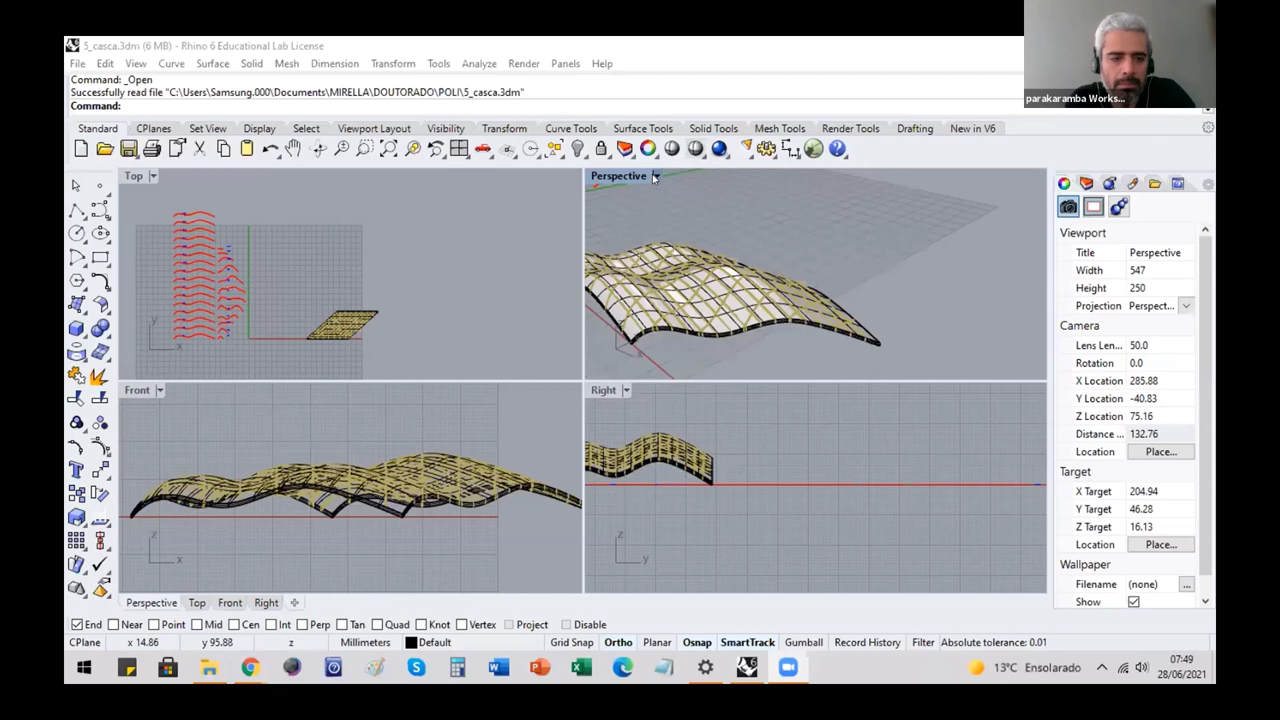 5_casca.3dm (6 MB) - Rhino 6 Educational Lab License
File Edit View Curve Surface Solid Mesh Dimension Transform Tools Analyze Render Panels Help
Command: _Open
Successfully read file "C:\Users\Samsung.000\Documents\MIRELLA\DOUTORADO\POLI\5_casca.3dm"
Command:
parakaramba Works...
Standard CPlanes Set View Display Select Viewport Layout Visibility Transform Curve Tools Surface Tools Solid Tools Mesh Tools Render Tools Drafting New in V6
Top
y
x
Perspective
x
Front
z
x
Right
z
y
Viewport
Title Perspective
Width 547
Height 250
Projection Perspect...
Camera
Lens Len... 50.0
Rotation 0.0
X Location 285.88
Y Location -40.83
Z Location 75.16
Distance ... 132.76
Location Place...
Target
X Target 204.94
Y Target 46.28
Z Target 16.13
Location Place...
Wallpaper
Filename (none) ...
Show
Perspective Top Front Right
End Near Point Mid Cen Int Perp Tan Quad Knot Vertex Project Disable
CPlane x 14.86 y 95.88 z Millimeters Default Grid Snap Ortho Planar Osnap SmartTrack Gumball Record History Filter Absolute tolerance: 0.01
13°C Ensolarado
07:49
28/06/2021